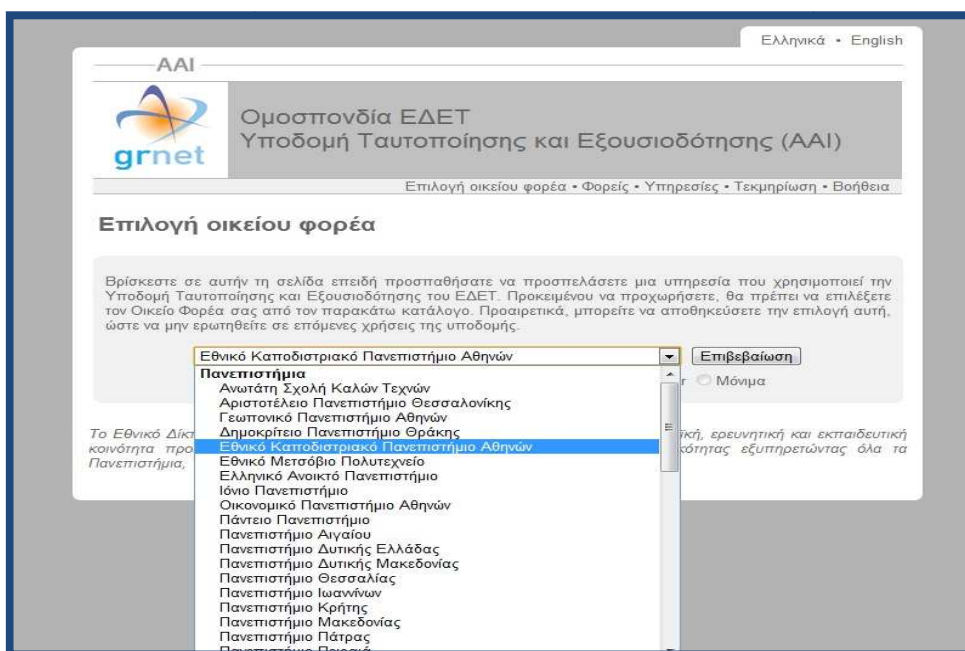 Ελληνικά • English
AAI
grnet
Ομοσπονδία ΕΔΕΤ
Υποδομή Ταυτοποίησης και Εξουσιοδότησης (ΑΑΙ)
Επιλογή οικείου φορέα • Φορείς • Υπηρεσίες • Τεκμηρίωση • Βοήθεια
Επιλογή οικείου φορέα
Βρίσκεστε σε αυτήν τη σελίδα επειδή προσπαθήσατε να προσπελάσετε μια υπηρεσία που χρησιμοποιεί την
Υποδομή Ταυτοποίησης και Εξουσιοδότησης του ΕΔΕΤ. Προκειμένου να προχωρήσετε, θα πρέπει να επιλέξετε
τον Οικείο Φορέα σας από τον παρακάτω κατάλογο. Προαιρετικά, μπορείτε να αποθηκεύσετε την επιλογή αυτή,
ώστε να μην ερωτηθείτε σε επόμενες χρήσεις της υποδομής.
Εθνικό Καποδιστριακό Πανεπιστήμιο Αθηνών Επιβεβαίωση
Μόνιμα
Πανεπιστήμια
Ανωτάτη Σχολή Καλών Τεχνών
Αριστοτέλειο Πανεπιστήμιο Θεσσαλονίκης
Γεωπονικό Πανεπιστήμιο Αθηνών
Δημοκρίτειο Πανεπιστήμιο Θράκης
Εθνικό Καποδιστριακό Πανεπιστήμιο Αθηνών
Εθνικό Μετσόβιο Πολυτεχνείο
Ελληνικό Ανοικτό Πανεπιστήμιο
Ιόνιο Πανεπιστήμιο
Οικονομικό Πανεπιστήμιο Αθηνών
Πάντειο Πανεπιστήμιο
Πανεπιστήμιο Αιγαίου
Πανεπιστήμιο Δυτικής Ελλάδας
Πανεπιστήμιο Δυτικής Μακεδονίας
Πανεπιστήμιο Θεσσαλίας
Πανεπιστήμιο Ιωαννίνων
Πανεπιστήμιο Κρήτης
Πανεπιστήμιο Μακεδονίας
Πανεπιστήμιο Πάτρας
Το Εθνικό ερευνητική και εκπαιδευτική
κοινότητα εξυπηρετώντας όλα τα
Πανεπιστήμια,